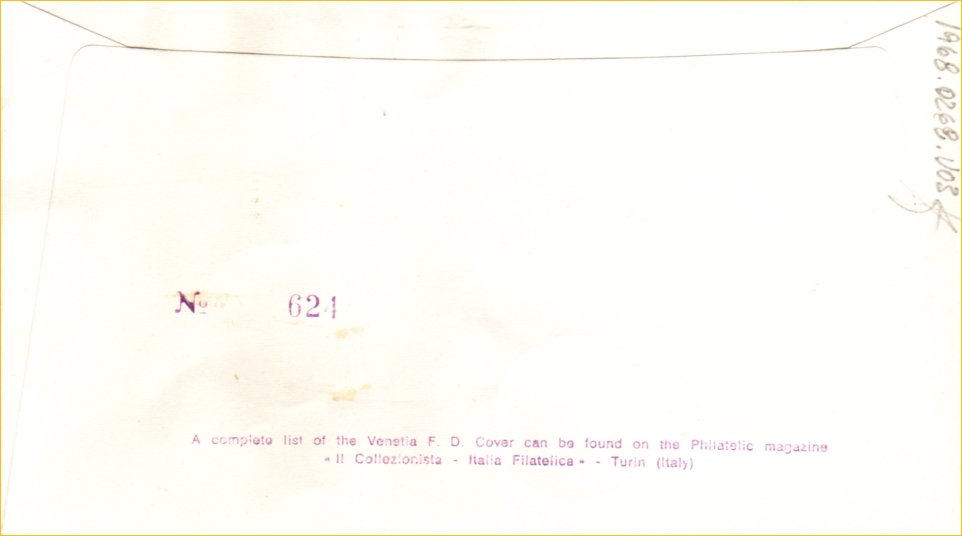 1968.0268.V03
Nº 624
A complete list of the Venetia F. D. Cover can be found on the Philatelic magazine
« Il Collezionista - Italia Filatelica » - Turin (Italy)